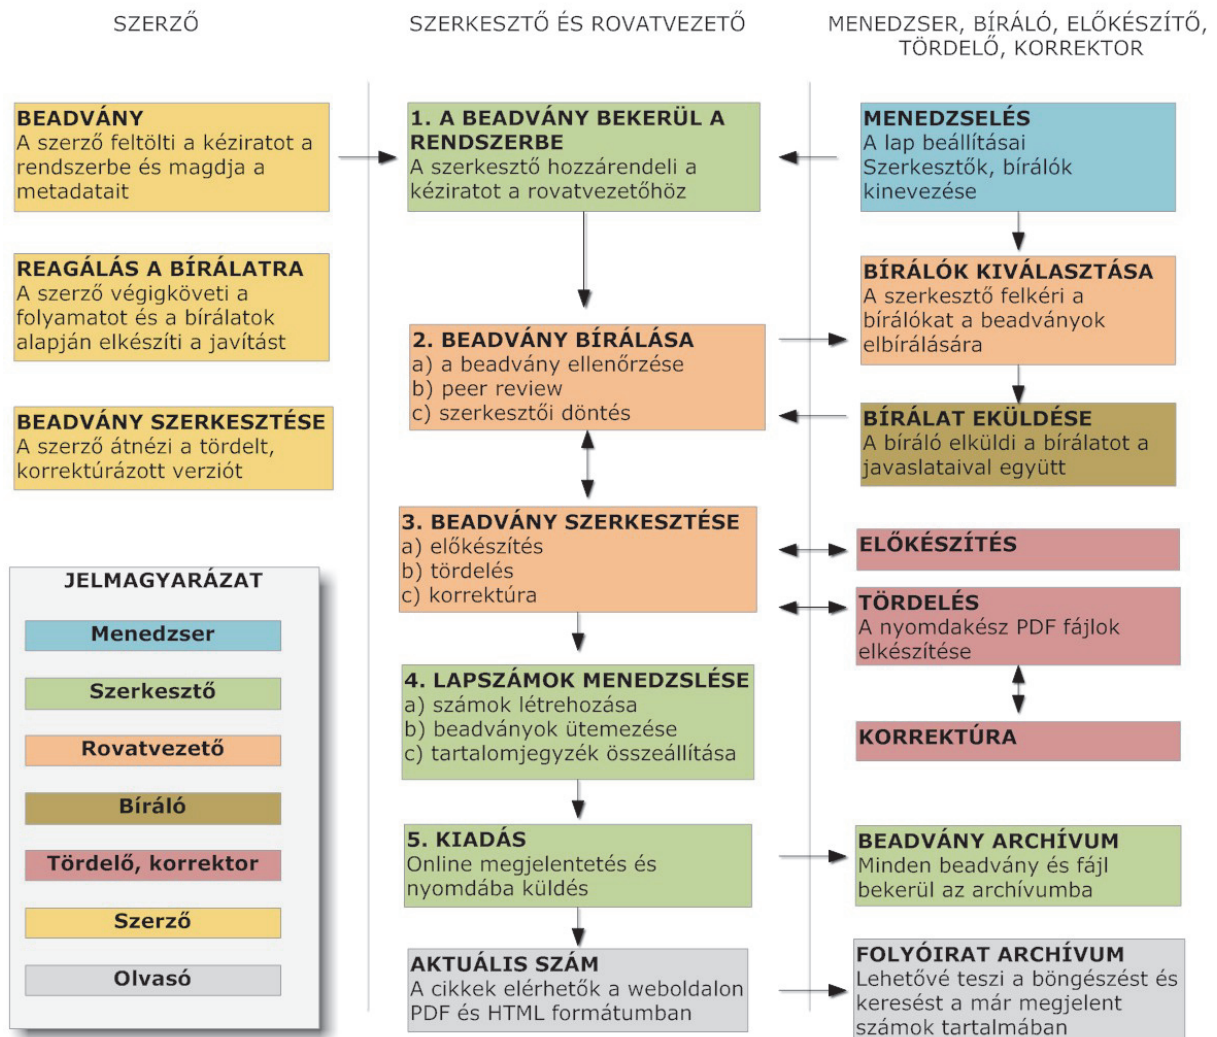 SZERZŐ
SZERKESZTŐ ÉS ROVATVEZETŐ
MENEDZSER, BÍRÁLÓ, ELŐKÉSZÍTŐ,
TÖRDELŐ, KORREKTOR
BEADVÁNY
A szerző feltölti a kéziratot a
rendszerbe és magdja a
metadatait
REAGÁLÁS A BÍRÁLATRA
A szerző végigköveti a
folyamatot és a bírálatok
alapján elkészíti a javítást
BEADVÁNY SZERKESZTÉSE
A szerző átnézi a tördelt,
korrektúrázott verziót
JELMAGYARÁZAT
Menedzser
Szerkesztő
Rovatvezető
Bíráló
Tördelő, korrektor
Szerző
Olvasó
1. A BEADVÁNY BEKERÜL A
RENDSZERBE
A szerkesztő hozzárendeli a
kéziratot a rovatvezetőhöz
2. BEADVÁNY BÍRÁLÁSA
a) a beadvány ellenőrzése
b) peer review
c) szerkesztői döntés
3. BEADVÁNY SZERKESZTÉSE
a) előkészítés
b) tördelés
c) korrektúra
4. LAPSZÁMOK MENEDZSLÉSE
a) számok létrehozása
b) beadványok ütemezése
c) tartalomjegyzék összeállítása
5. KIADÁS
Online megjelentetés és
nyomdába küldés
AKTUÁLIS SZÁM
A cikkek elérhetők a weboldalon
PDF és HTML formátumban
MENEDZSELÉS
A lap beállításai
Szerkesztők, bírálók
kinevezése
BÍRÁLÓK KIVÁLASZTÁSA
A szerkesztő felkéri a
bírálókat a beadványok
elbírálására
BÍRÁLAT EKÜLDÉSE
A bíráló elküldi a bírálatot a
javaslataival együtt
ELŐKÉSZÍTÉS
TÖRDELÉS
A nyomdakész PDF fájlok
elkészítése
KORREKTÚRA
BEADVÁNY ARCHÍVUM
Minden beadvány és fájl
bekerül az archívumba
FOLYÓIRAT ARCHÍVUM
Lehetővé teszi a böngészést és
keresést a már megjelent
számok tartalmában